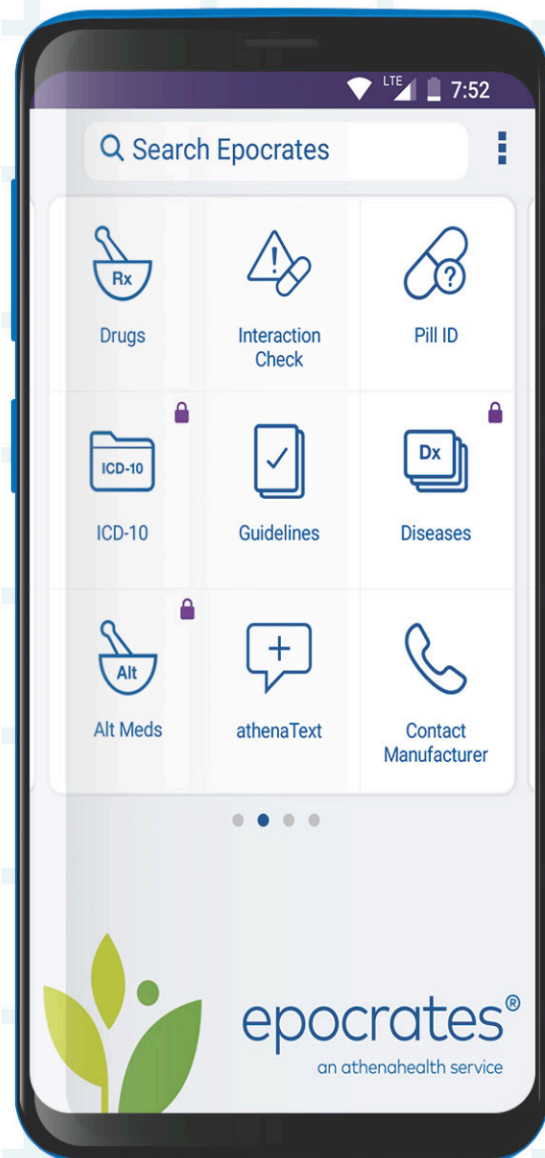 LTE 7:52
Search Epocrates
Rx
Drugs
Interaction
Check
?
Pill ID
ICD-10
ICD-10
Guidelines
Dx
Diseases
Alt
Alt Meds
athenaText
Contact
Manufacturer
epocrates®
an athenahealth service